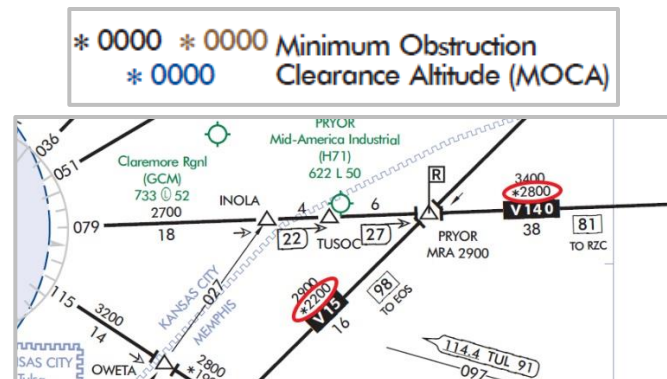 * 0000 * 0000 Minimum Obstruction
* 0000 Clearance Altitude (MOCA)
036
051
PRYOR
Mid-America Industrial
(H71)
622 L 50
Claremore Rgnl
(GCM)
733 Ⓛ 52
R
3400
*2800
V140
38
81
TO RZC
INOLA
4
6
079
2700
18
22
TUSOC
27
PRYOR
MRA 2900
KANSAS CITY
MEMPHIS
027
2900
*2200
V15
16
98
TO EOS
115
3200
14
SAS CITY
OWETA
2800
114.4 TUL 91
097